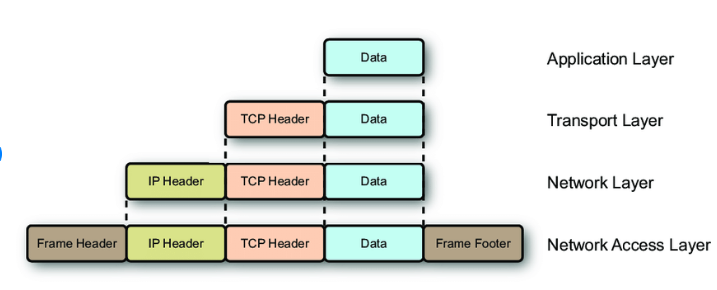 Data Application Layer
TCP Header Data Transport Layer
IP Header TCP Header Data Network Layer
Frame Header IP Header TCP Header Data Frame Footer Network Access Layer